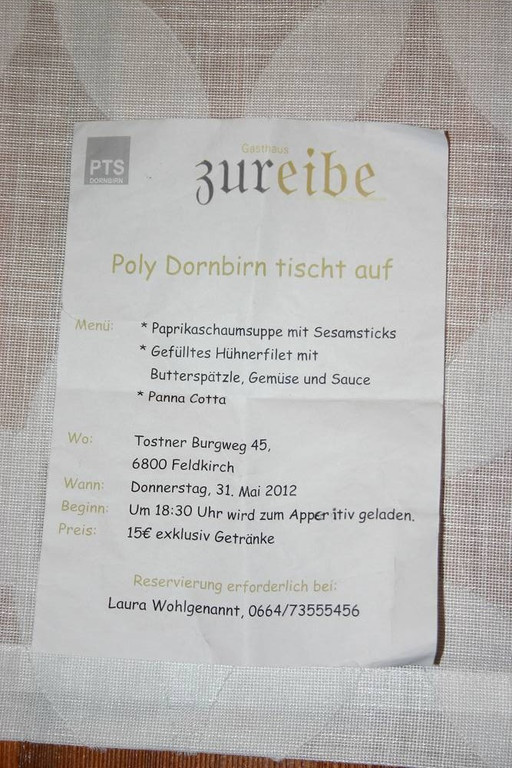 PTS
DORNBIRN
Gasthaus
zureibe
Poly Dornbirn tischt auf
Menü: * Paprikaschaumsuppe mit Sesamsticks
* Gefülltes Hühnerfilet mit
Butterspätzle, Gemüse und Sauce
* Panna Cotta
Wo: Tostner Burgweg 45,
6800 Feldkirch
Wann: Donnerstag, 31. Mai 2012
Beginn: Um 18:30 Uhr wird zum Apperitiv geladen.
Preis: 15€ exklusiv Getränke
Reservierung erforderlich bei:
Laura Wohlgenannt, 0664/73555456